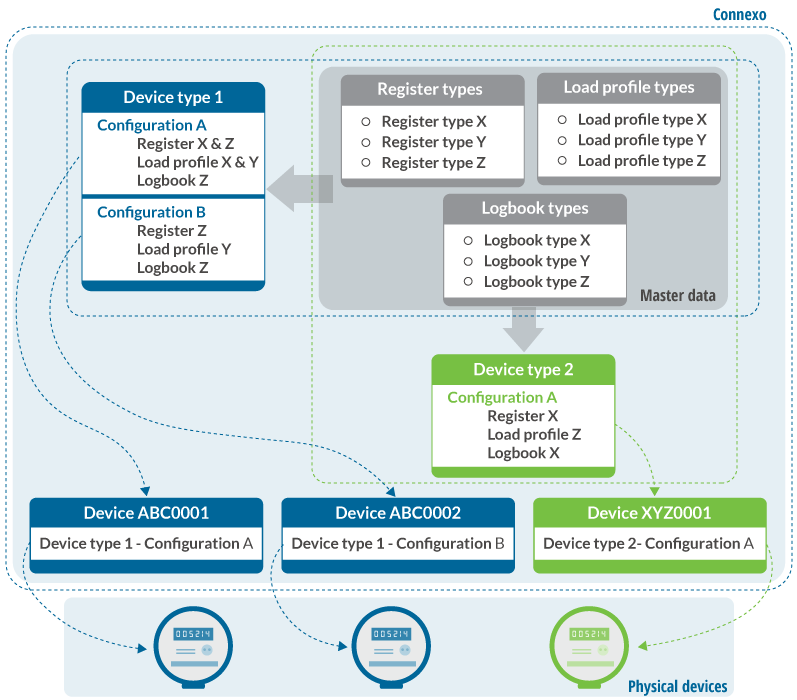 Connexo
Device type 1
Configuration A
Register X & Z
Load profile X & Y
Logbook Z
Configuration B
Register Z
Load profile Y
Logbook Z
Register types
Register type X
Register type Y
Register type Z
Load profile types
Load profile type X
Load profile type Y
Load profile type Z
Logbook types
Logbook type X
Logbook type Y
Logbook type Z
Master data
Device type 2
Configuration A
Register X
Load profile Z
Logbook X
Device ABC0001
Device type 1 - Configuration A
Device ABC0002
Device type 1 - Configuration B
Device XYZ0001
Device type 2- Configuration A
005214
005214
005214
Physical devices